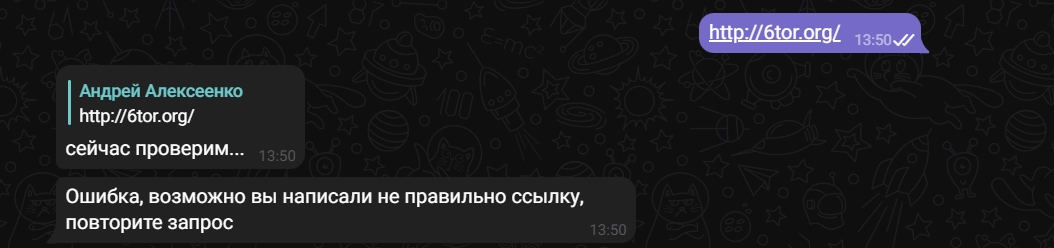 http://6tor.org/
13:50
Андрей Алексеенко
http://6tor.org/
сейчас проверим...
13:50
Ошибка, возможно вы написали не правильно ссылку,
повторите запрос
13:50